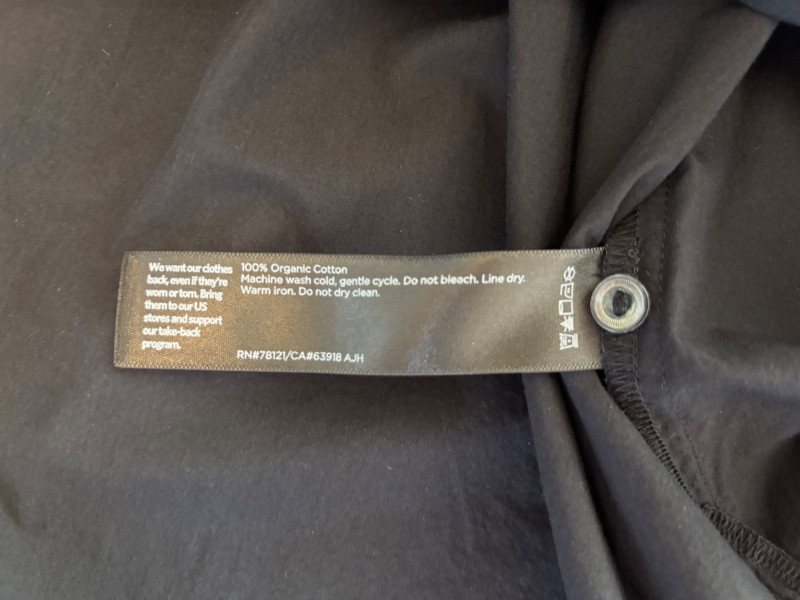 We want our clothes
back, even if they're
worn or torn. Bring
them to our US
stores and support
our take-back
program.
100% Organic Cotton
Machine wash cold, gentle cycle. Do not bleach. Line dry.
Warm iron. Do not dry clean.
RN#78121/CA#63918 AJH